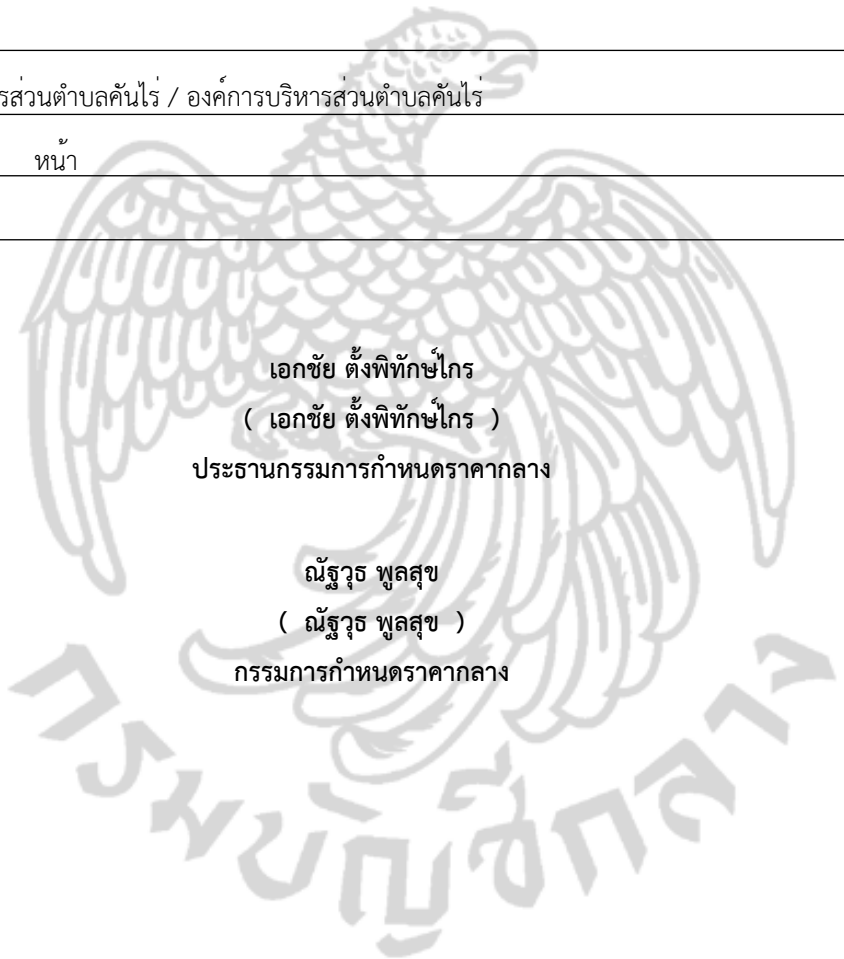 รส่วนตำบลคันไร่ / องค์การบริหารส่วนตำบลคันไร่
หน้า
เอกชัย ตั้งพิทักษ์ไกร
( เอกชัย ตั้งพิทักษ์ไกร )
ประธานกรรมการกำหนดราคากลาง
ณัฐวุธ พูลสุข
( ณัฐวุธ พูลสุข )
กรรมการกำหนดราคากลาง
กรมบัญชีกลาง